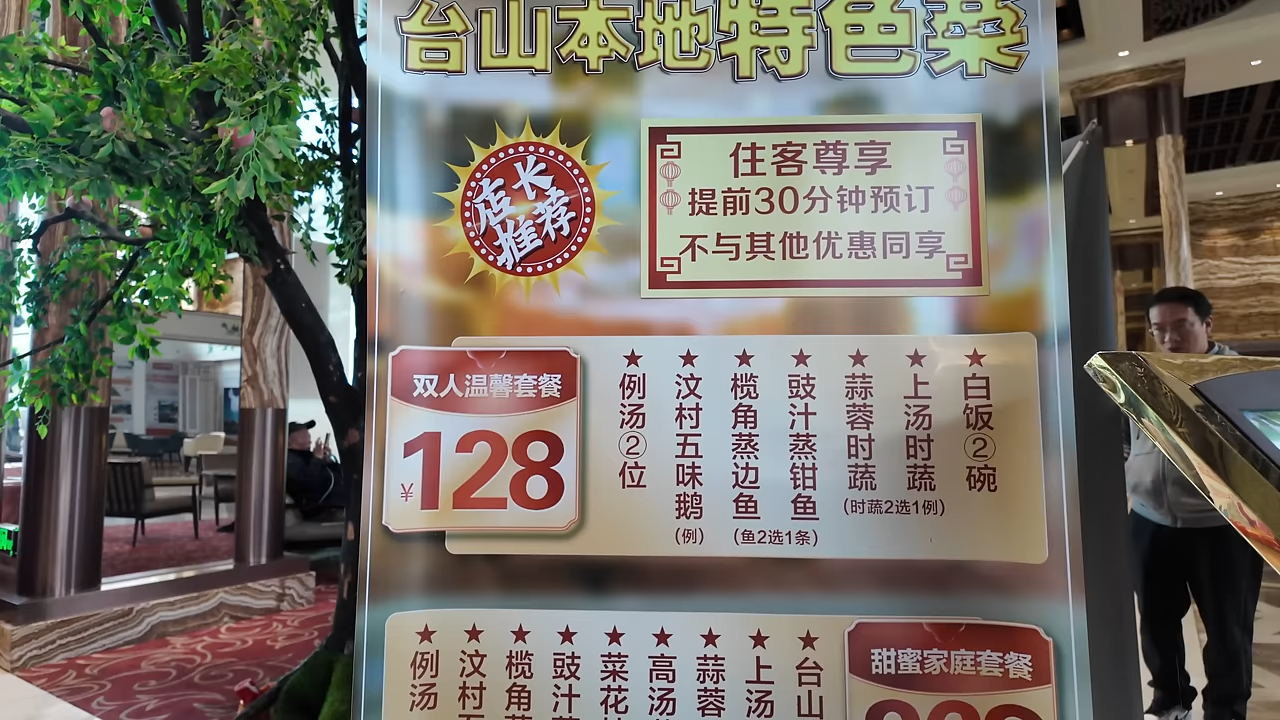 台山本地特色菜
店长
推荐
住客尊享
提前30分钟预订
不与其他优惠同享
双人温馨套餐
¥128
★例汤②位
★汶村五味鹅
(例)
★榄角蒸边鱼
★豉汁蒸钳鱼
(鱼2选1条)
★蒜蓉时蔬
★上汤时蔬
(时蔬2选1例)
★白饭②碗
★例汤
★汶村
★榄角
★豉汁
★菜花
★高汤
★蒜蓉
★上汤
★台山
甜蜜家庭套餐